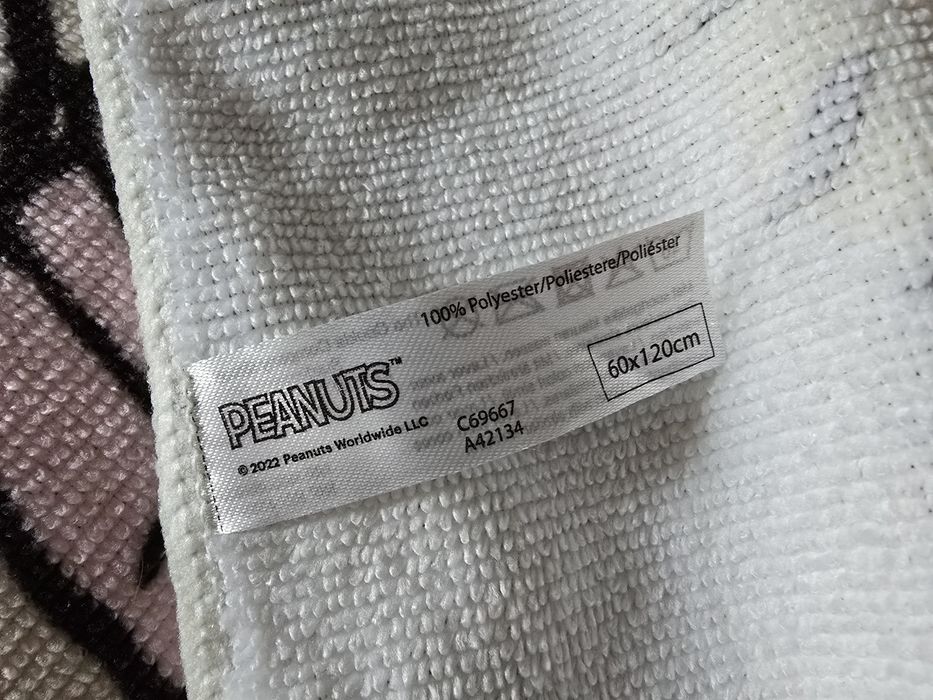 100% Polyester/Poliestere/Poliéster
60x120cm
PEANUTS™
© 2022 Peanuts Worldwide LLC
C69667
A42134